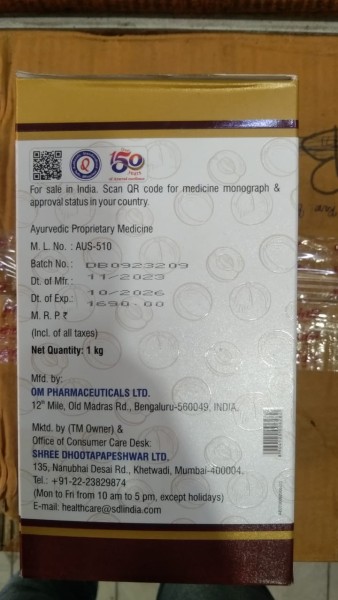 150
Years
For sale in India. Scan QR code for medicine monograph &
approval status in your country.
Ayurvedic Proprietary Medicine
M. L. No. : AUS-510
Batch No.: DB0923209
Dt. of Mfr.: 11/2023
Dt. of Exp.: 10/2026
M. R. P. ₹ 1690.00
(Incl. of all taxes)
Net Quantity: 1 kg
Mfd. by:
OM PHARMACEUTICALS LTD.
12th Mile, Old Madras Rd., Bengaluru-560049, INDIA.
Mktd. by (TM Owner) &
Office of Consumer Care Desk:
SHREE DHOOTAPAPESHWAR LTD.
135, Nanubhai Desai Rd., Khetwadi, Mumbai-400004.
Tel.: +91-22-23829874
(Mon to Fri from 10 am to 5 pm, except holidays)
E-mail: healthcare@sdlindia.com